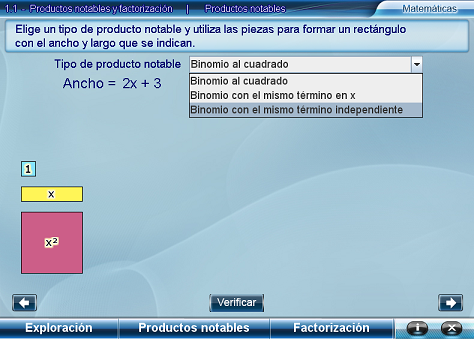 1.1 - Productos notables y factorización | Productos notables Matemáticas
Elige un tipo de producto notable y utiliza las piezas para formar un rectángulo
con el ancho y largo que se indican.
Tipo de producto notable Binomio al cuadrado
Binomio al cuadrado
Ancho = 2x + 3
Binomio con el mismo término en x
Binomio con el mismo término independiente
1
x
x²
Verificar
Exploración Productos notables Factorización i X